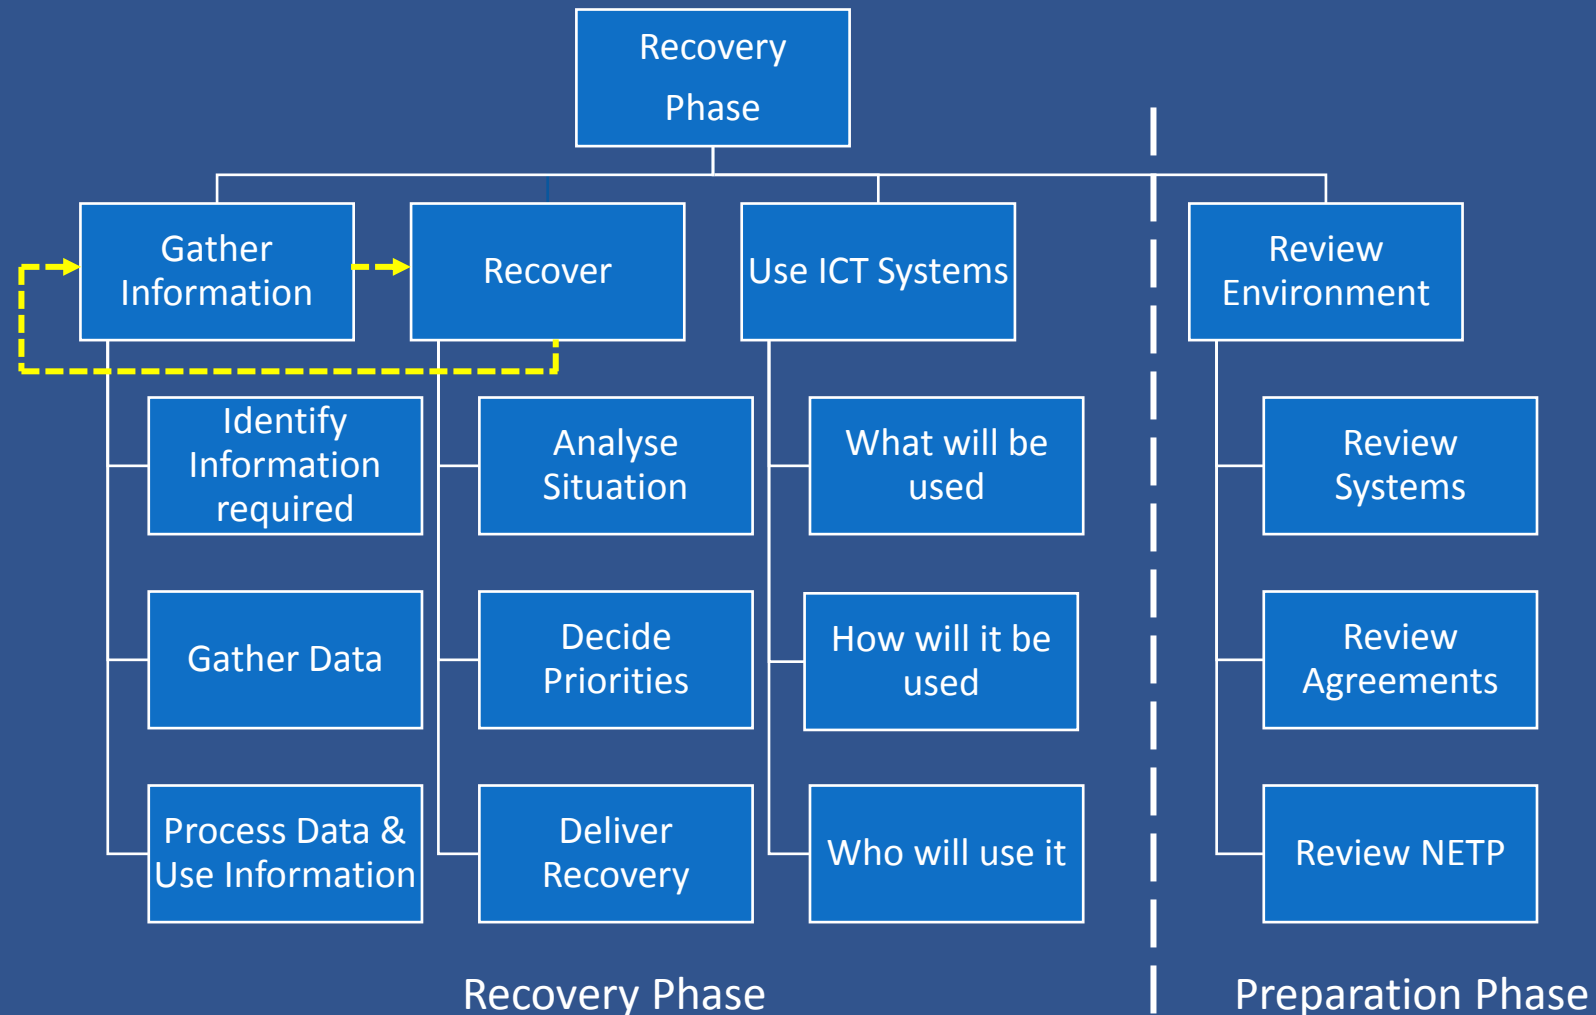 Recovery
Phase
Gather
Information
Recover
Use ICT Systems
Review
Environment
Identify
Information
required
Analyse
Situation
What will be
used
Review
Systems
Gather Data
Decide
Priorities
How will it be
used
Review
Agreements
Process Data &
Use Information
Deliver
Recovery
Who will use it
Review NETP
Recovery Phase
Preparation Phase